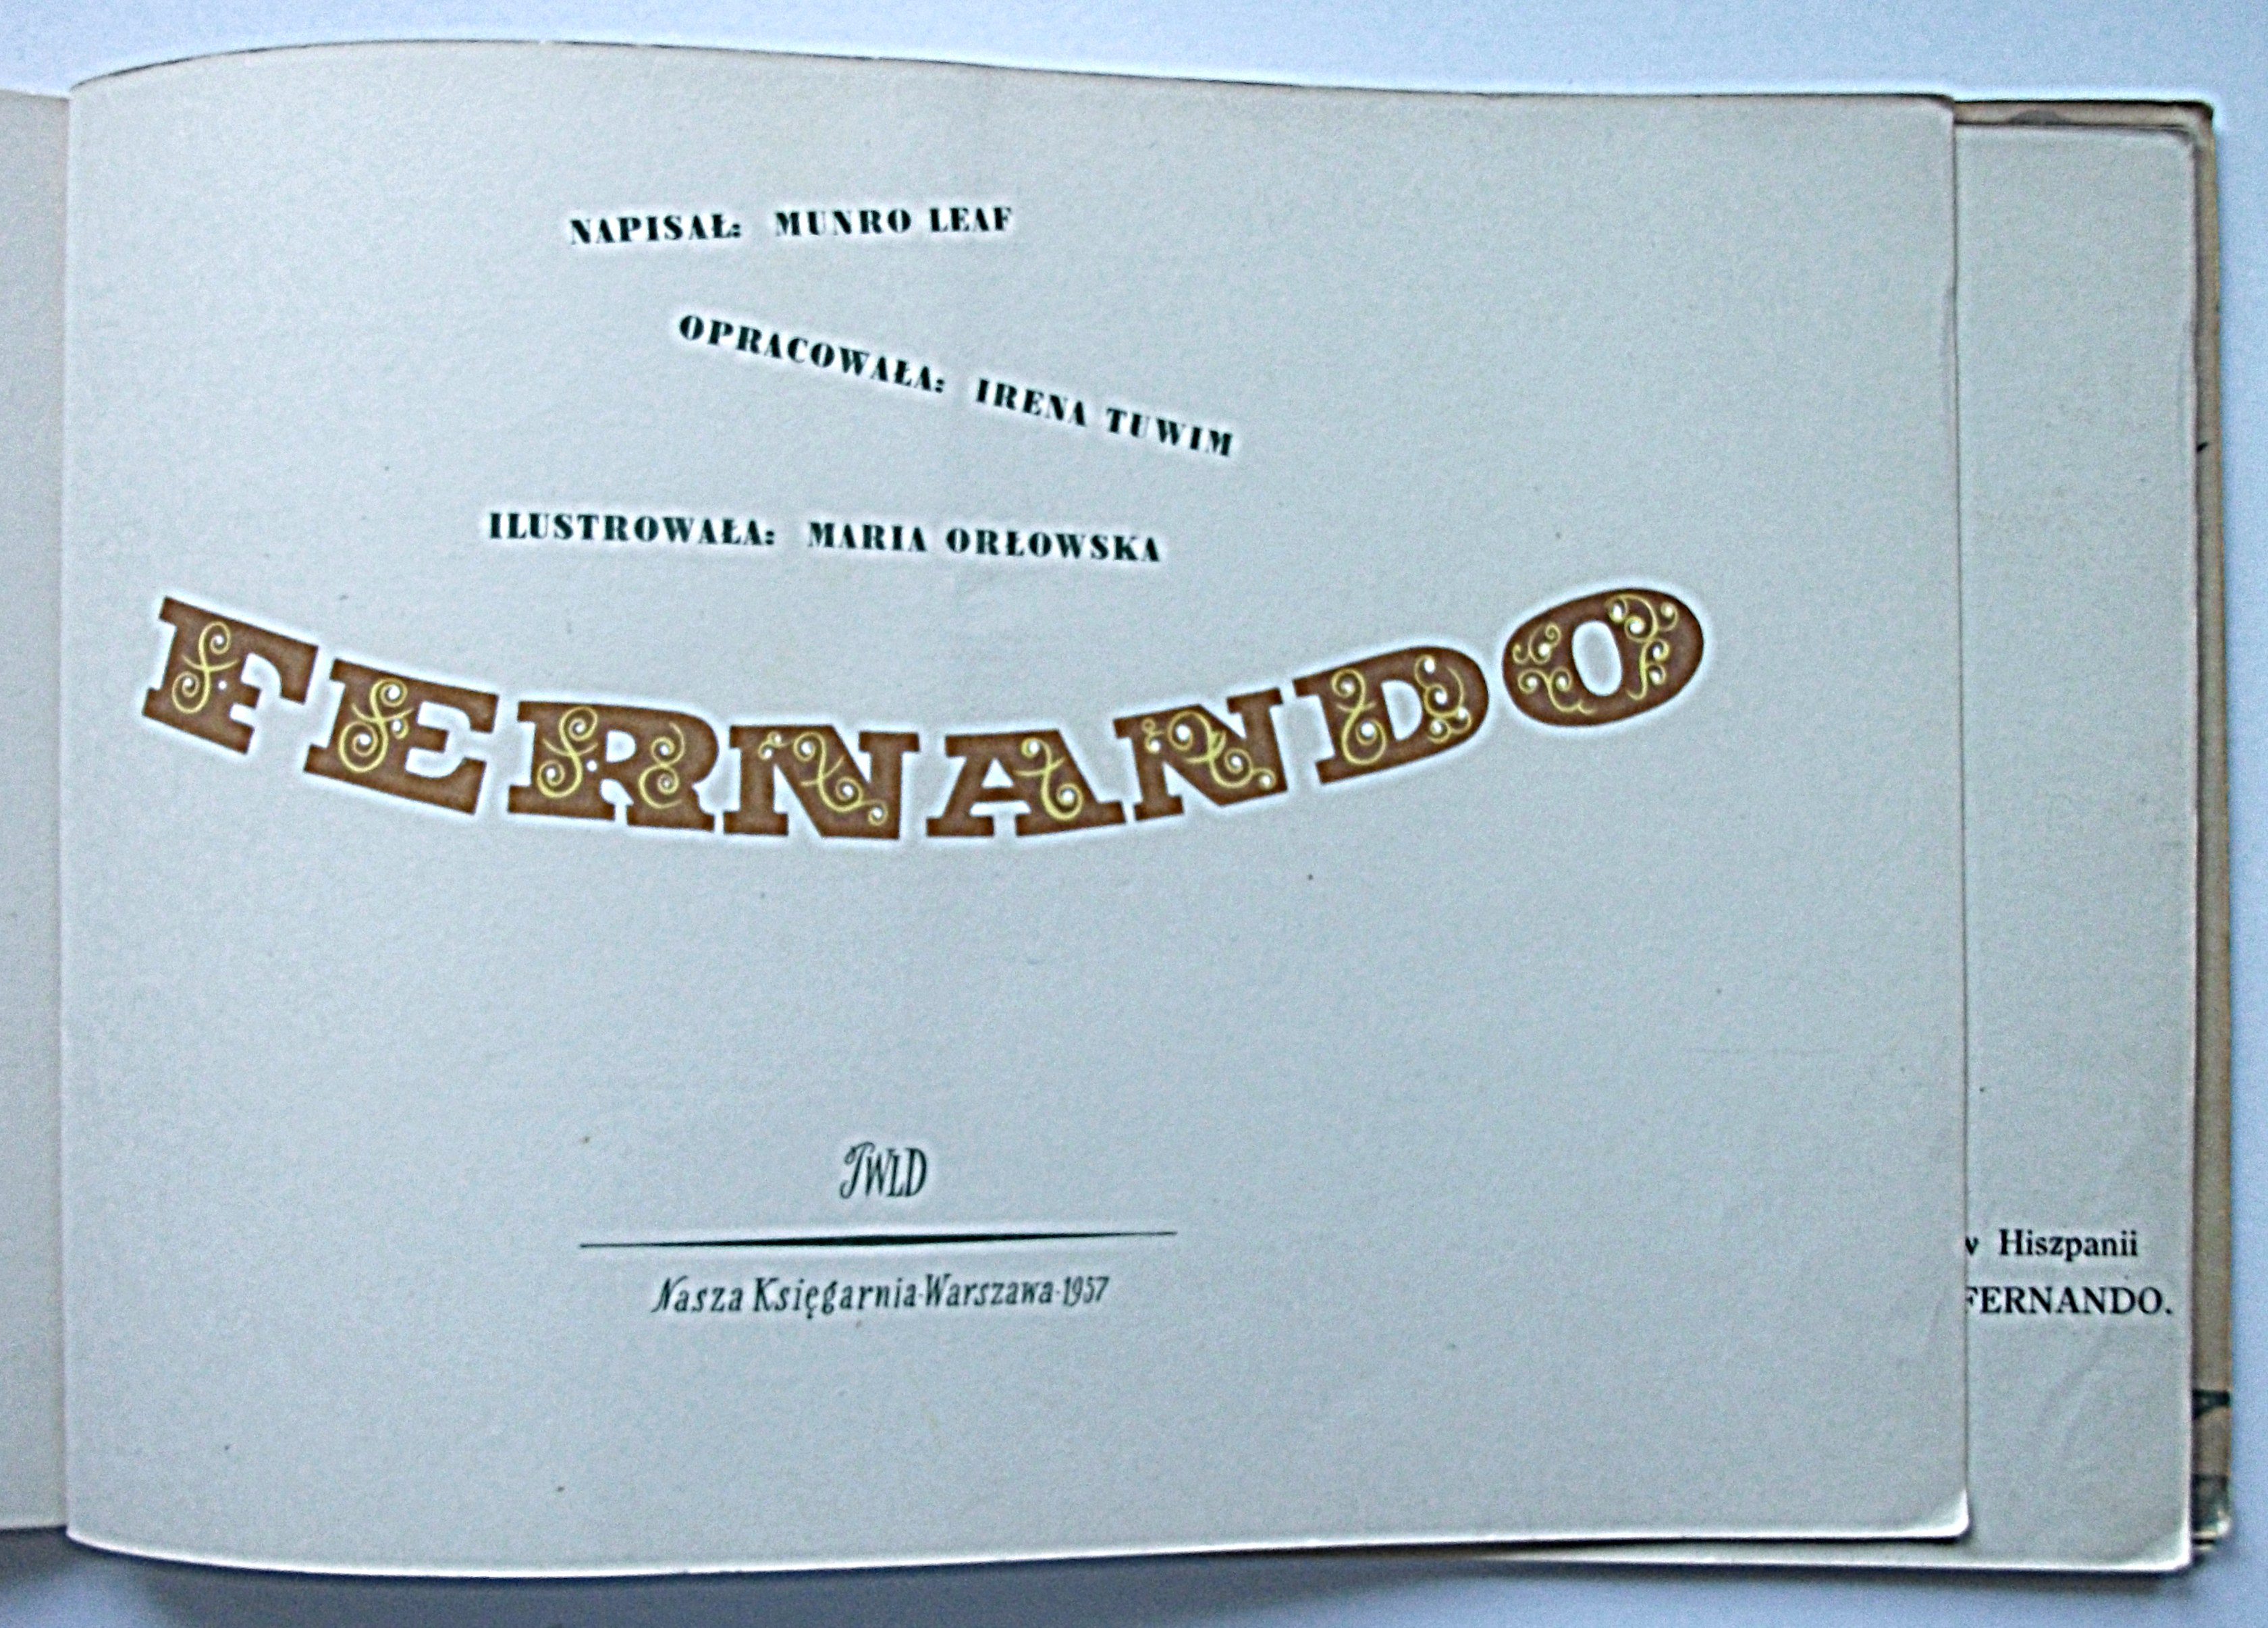 NAPISAŁ: MUNRO LEAF
OPRACOWAŁA: IRENA TUWIM
ILUSTROWAŁA: MARIA ORŁOWSKA
FERNANDO
JWLD
Nasza Księgarnia-Warszawa-1957
w Hiszpanii
FERNANDO.